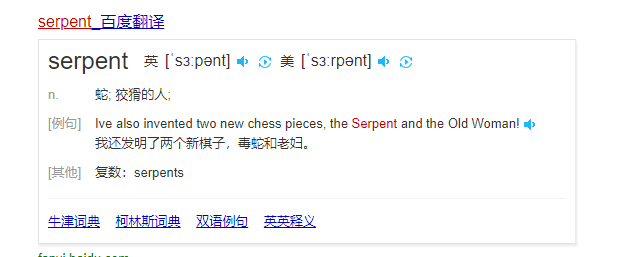 serpent_百度翻译
serpent 英 [ˈsɜːpənt] 美 [ˈsɜːrpənt]
n. 蛇; 狡猾的人;
[例句] Ive also invented two new chess pieces, the Serpent and the Old Woman!
我还发明了两个新棋子，毒蛇和老妇。
[其他] 复数：serpents
牛津词典 柯林斯词典 双语例句 英英释义
fanyi.baidu.com